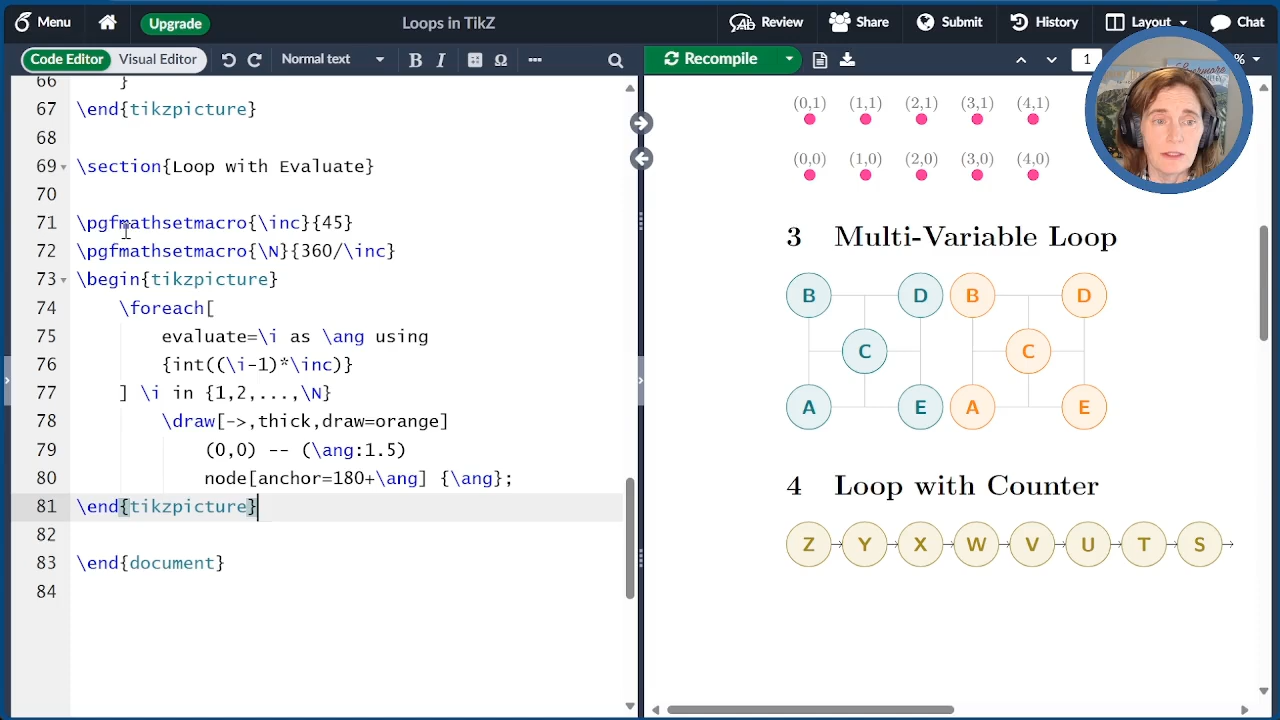 Menu
Upgrade
Loops in TikZ
Review
Share
Submit
History
Layout
Chat
Code Editor
Visual Editor
Normal text
B I Ω
Recompile
1
%
66 }
67 \end{tikzpicture}
68
69 \section{Loop with Evaluate}
70
71 \pgfmathsetmacro{\inc}{45}
72 \pgfmathsetmacro{\N}{360/\inc}
73 \begin{tikzpicture}
74 \foreach[
75 evaluate=\i as \ang using
76 {int((\i-1)*\inc)}
77 ] \i in {1,2,...,\N}
78 \draw[->,thick,draw=orange]
79 (0,0) -- (\ang:1.5)
80 node[anchor=180+\ang] {\ang};
81 \end{tikzpicture}
82
83 \end{document}
84
(0,1) (1,1) (2,1) (3,1) (4,1)
(0,0) (1,0) (2,0) (3,0) (4,0)
3 Multi-Variable Loop
B D B D
C C
A E A E
4 Loop with Counter
Z Y X W V U T S